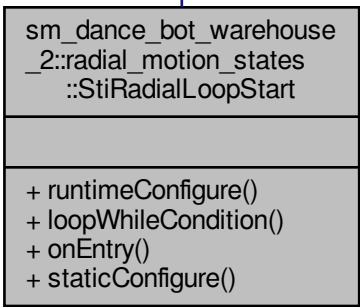 sm_dance_bot_warehouse
_2::radial_motion_states
::StiRadialLoopStart
+ runtimeConfigure()
+ loopWhileCondition()
+ onEntry()
+ staticConfigure()